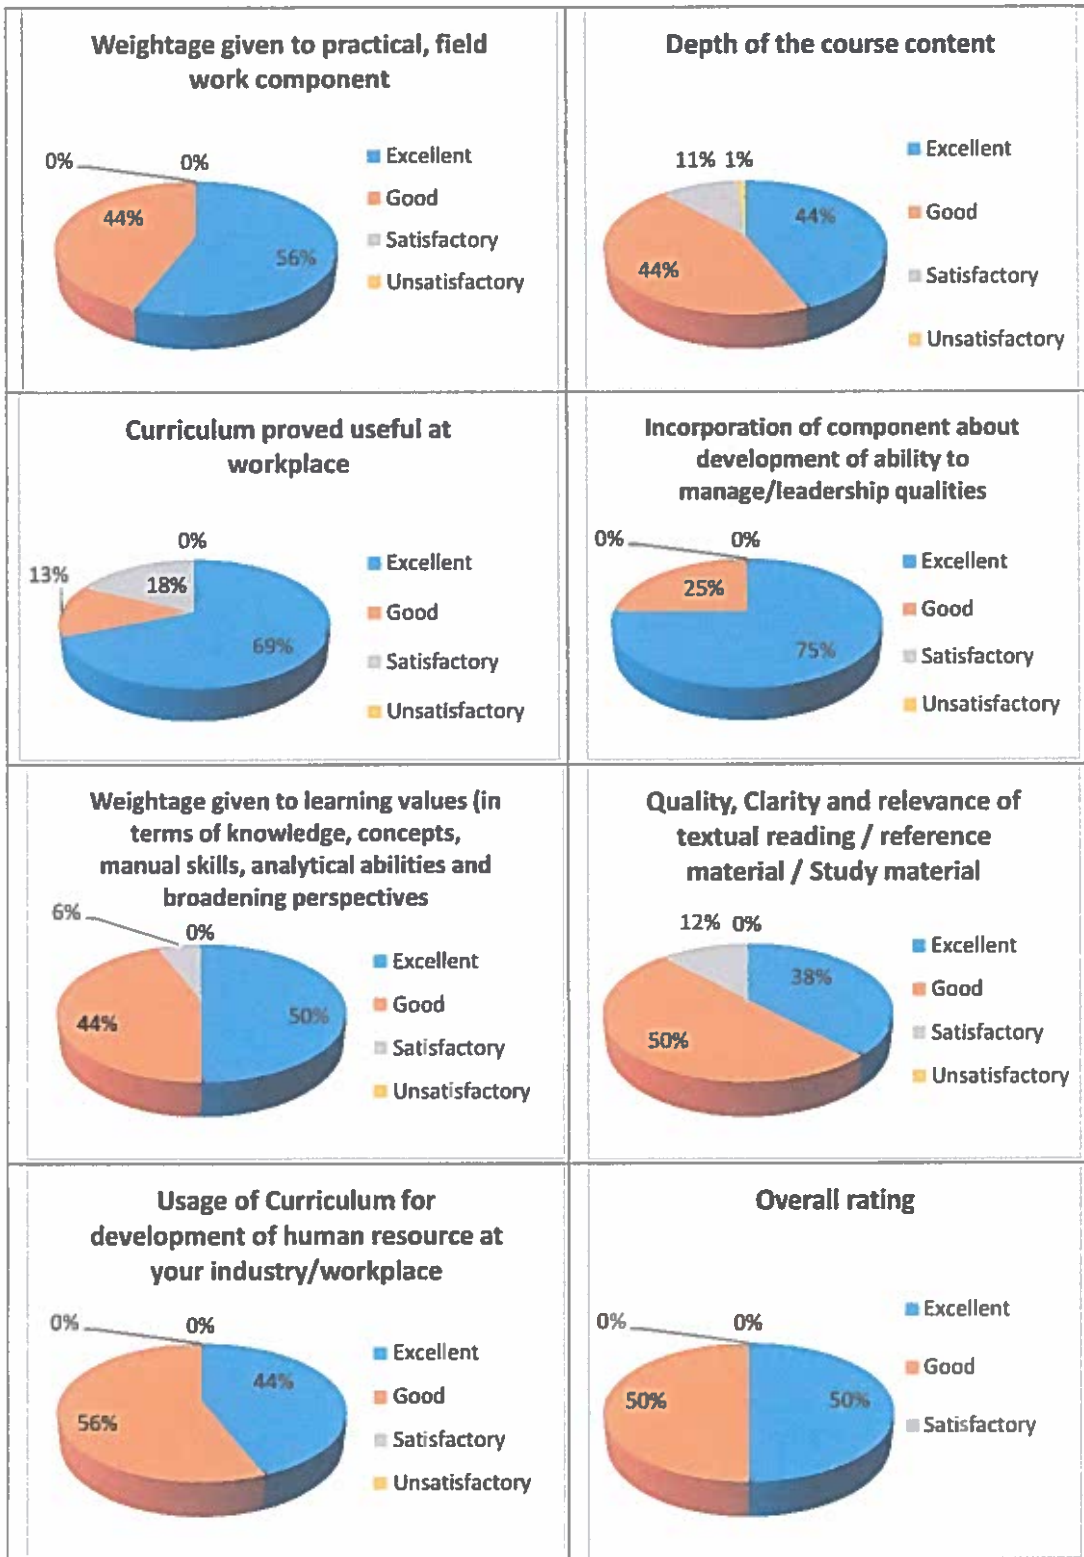 Weightage given to practical, field
work component
0%
0%
44%
56%
Excellent
Good
Satisfactory
Unsatisfactory
Depth of the course content
11% 1%
44%
44%
Excellent
Good
Satisfactory
Unsatisfactory
Curriculum proved useful at
workplace
0%
13%
18%
69%
Excellent
Good
Satisfactory
Unsatisfactory
Incorporation of component about
development of ability to
manage/leadership qualities
0%
0%
25%
75%
Excellent
Good
Satisfactory
Unsatisfactory
Weightage given to learning values (in
terms of knowledge, concepts,
manual skills, analytical abilities and
broadening perspectives
6%
0%
44%
50%
Excellent
Good
Satisfactory
Unsatisfactory
Quality, Clarity and relevance of
textual reading / reference
material / Study material
12% 0%
38%
50%
Excellent
Good
Satisfactory
Unsatisfactory
Usage of Curriculum for
development of human resource at
your industry/workplace
0%
0%
44%
56%
Excellent
Good
Satisfactory
Unsatisfactory
Overall rating
0%
0%
50%
50%
Excellent
Good
Satisfactory